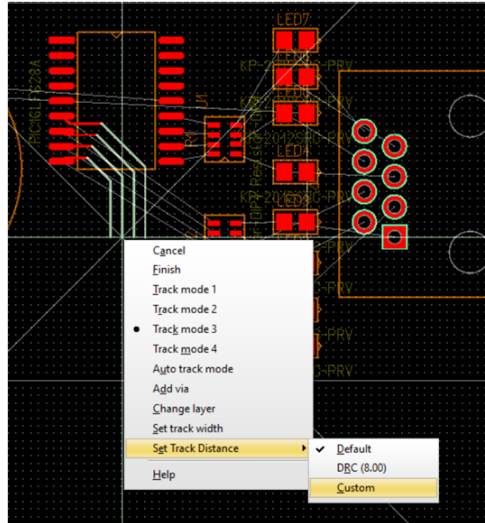 LED7
PIC16LF628A
U1
Cancel
Finish
Track mode 1
Track mode 2
Track mode 3
Track mode 4
Auto track mode
Add via
Change layer
Set track width
Set Track Distance
Help
Default
DRC (8.00)
Custom